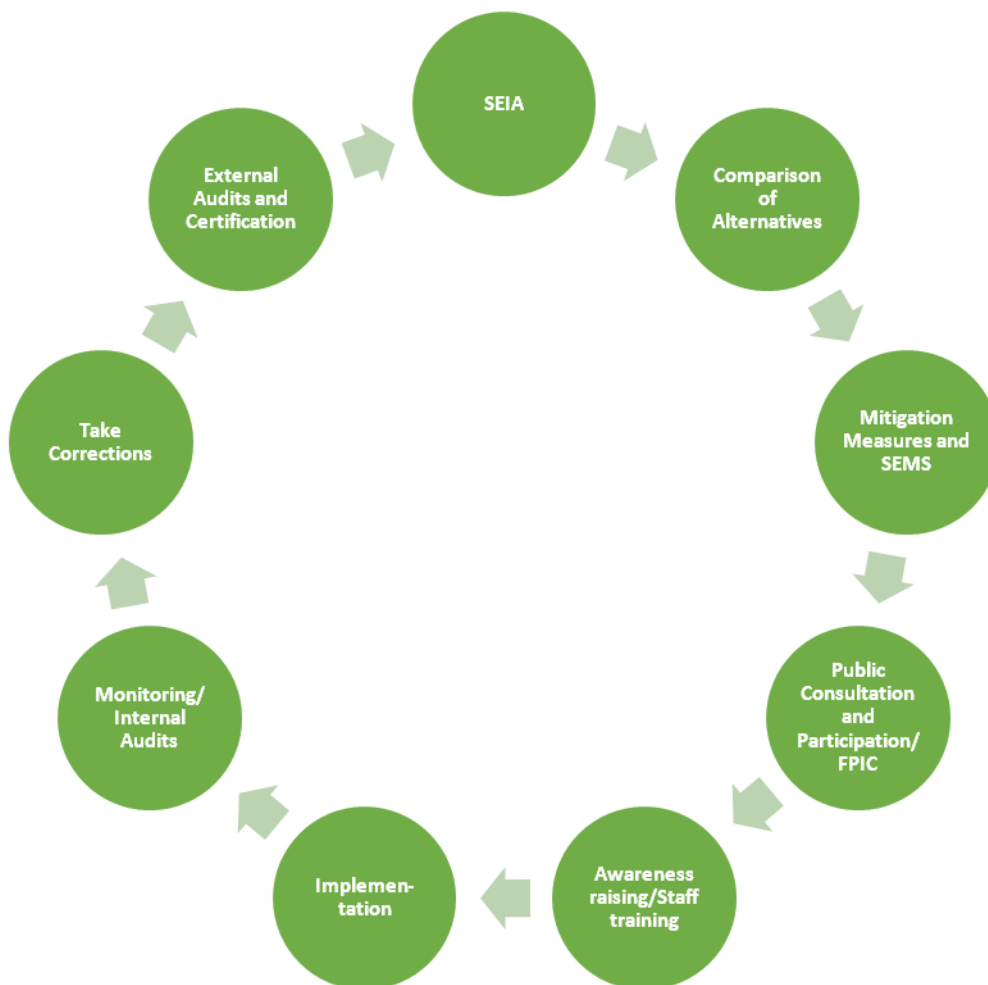 SEIA
Comparison
of
Alternatives
Mitigation
Measures and
SEMS
Public
Consultation
and
Participation/
FPIC
Awareness
raising/Staff
training
Implemen-
tation
Monitoring/
Internal
Audits
Take
Corrections
External
Audits and
Certification